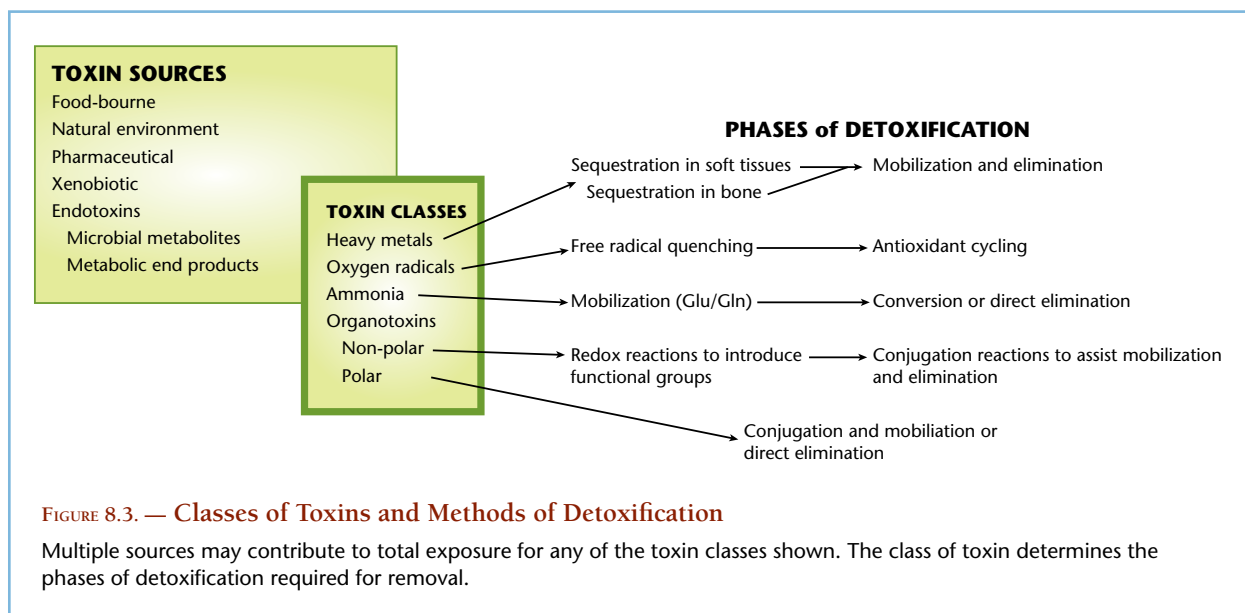 TOXIN SOURCES
Food-bourne
Natural environment
Pharmaceutical
Xenobiotic
Endotoxins
Microbial metabolites
Metabolic end products
TOXIN CLASSES
Heavy metals
Oxygen radicals
Ammonia
Organotoxins
Non-polar
Polar
PHASES of DETOXIFICATION
Sequestration in soft tissues
Mobilization and elimination
Sequestration in bone
Free radical quenching
Antioxidant cycling
Mobilization (Glu/Gln)
Conversion or direct elimination
Redox reactions to introduce
functional groups
Conjugation reactions to assist mobilization
and elimination
Conjugation and mobiliation or
direct elimination
FIGURE 8.3. — Classes of Toxins and Methods of Detoxification
Multiple sources may contribute to total exposure for any of the toxin classes shown. The class of toxin determines the
phases of detoxification required for removal.